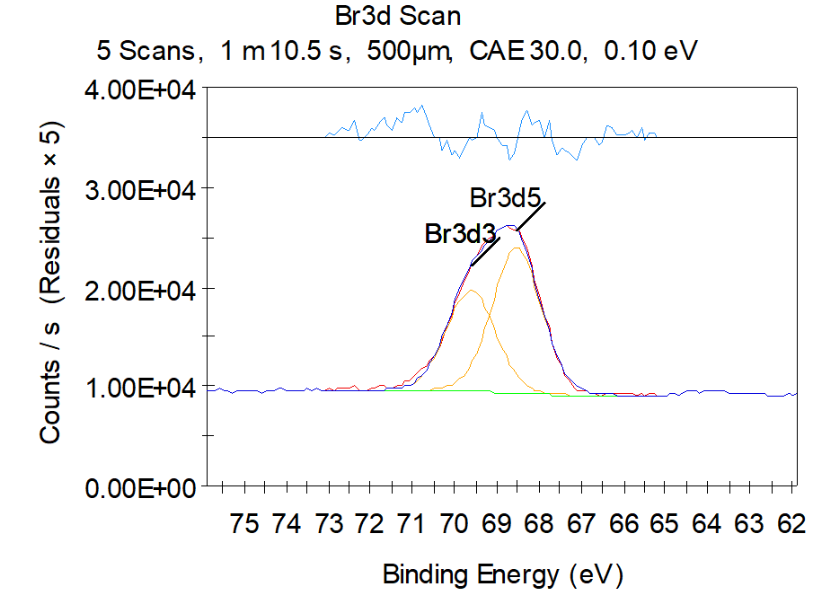 Br3d Scan
5 Scans, 1 m 10.5 s, 500µm, CAE 30.0, 0.10 eV
4.00E+04
3.00E+04
2.00E+04
1.00E+04
0.00E+00
Counts / s (Residuals × 5)
Br3d5
Br3d3
75 74 73 72 71 70 69 68 67 66 65 64 63 62
Binding Energy (eV)